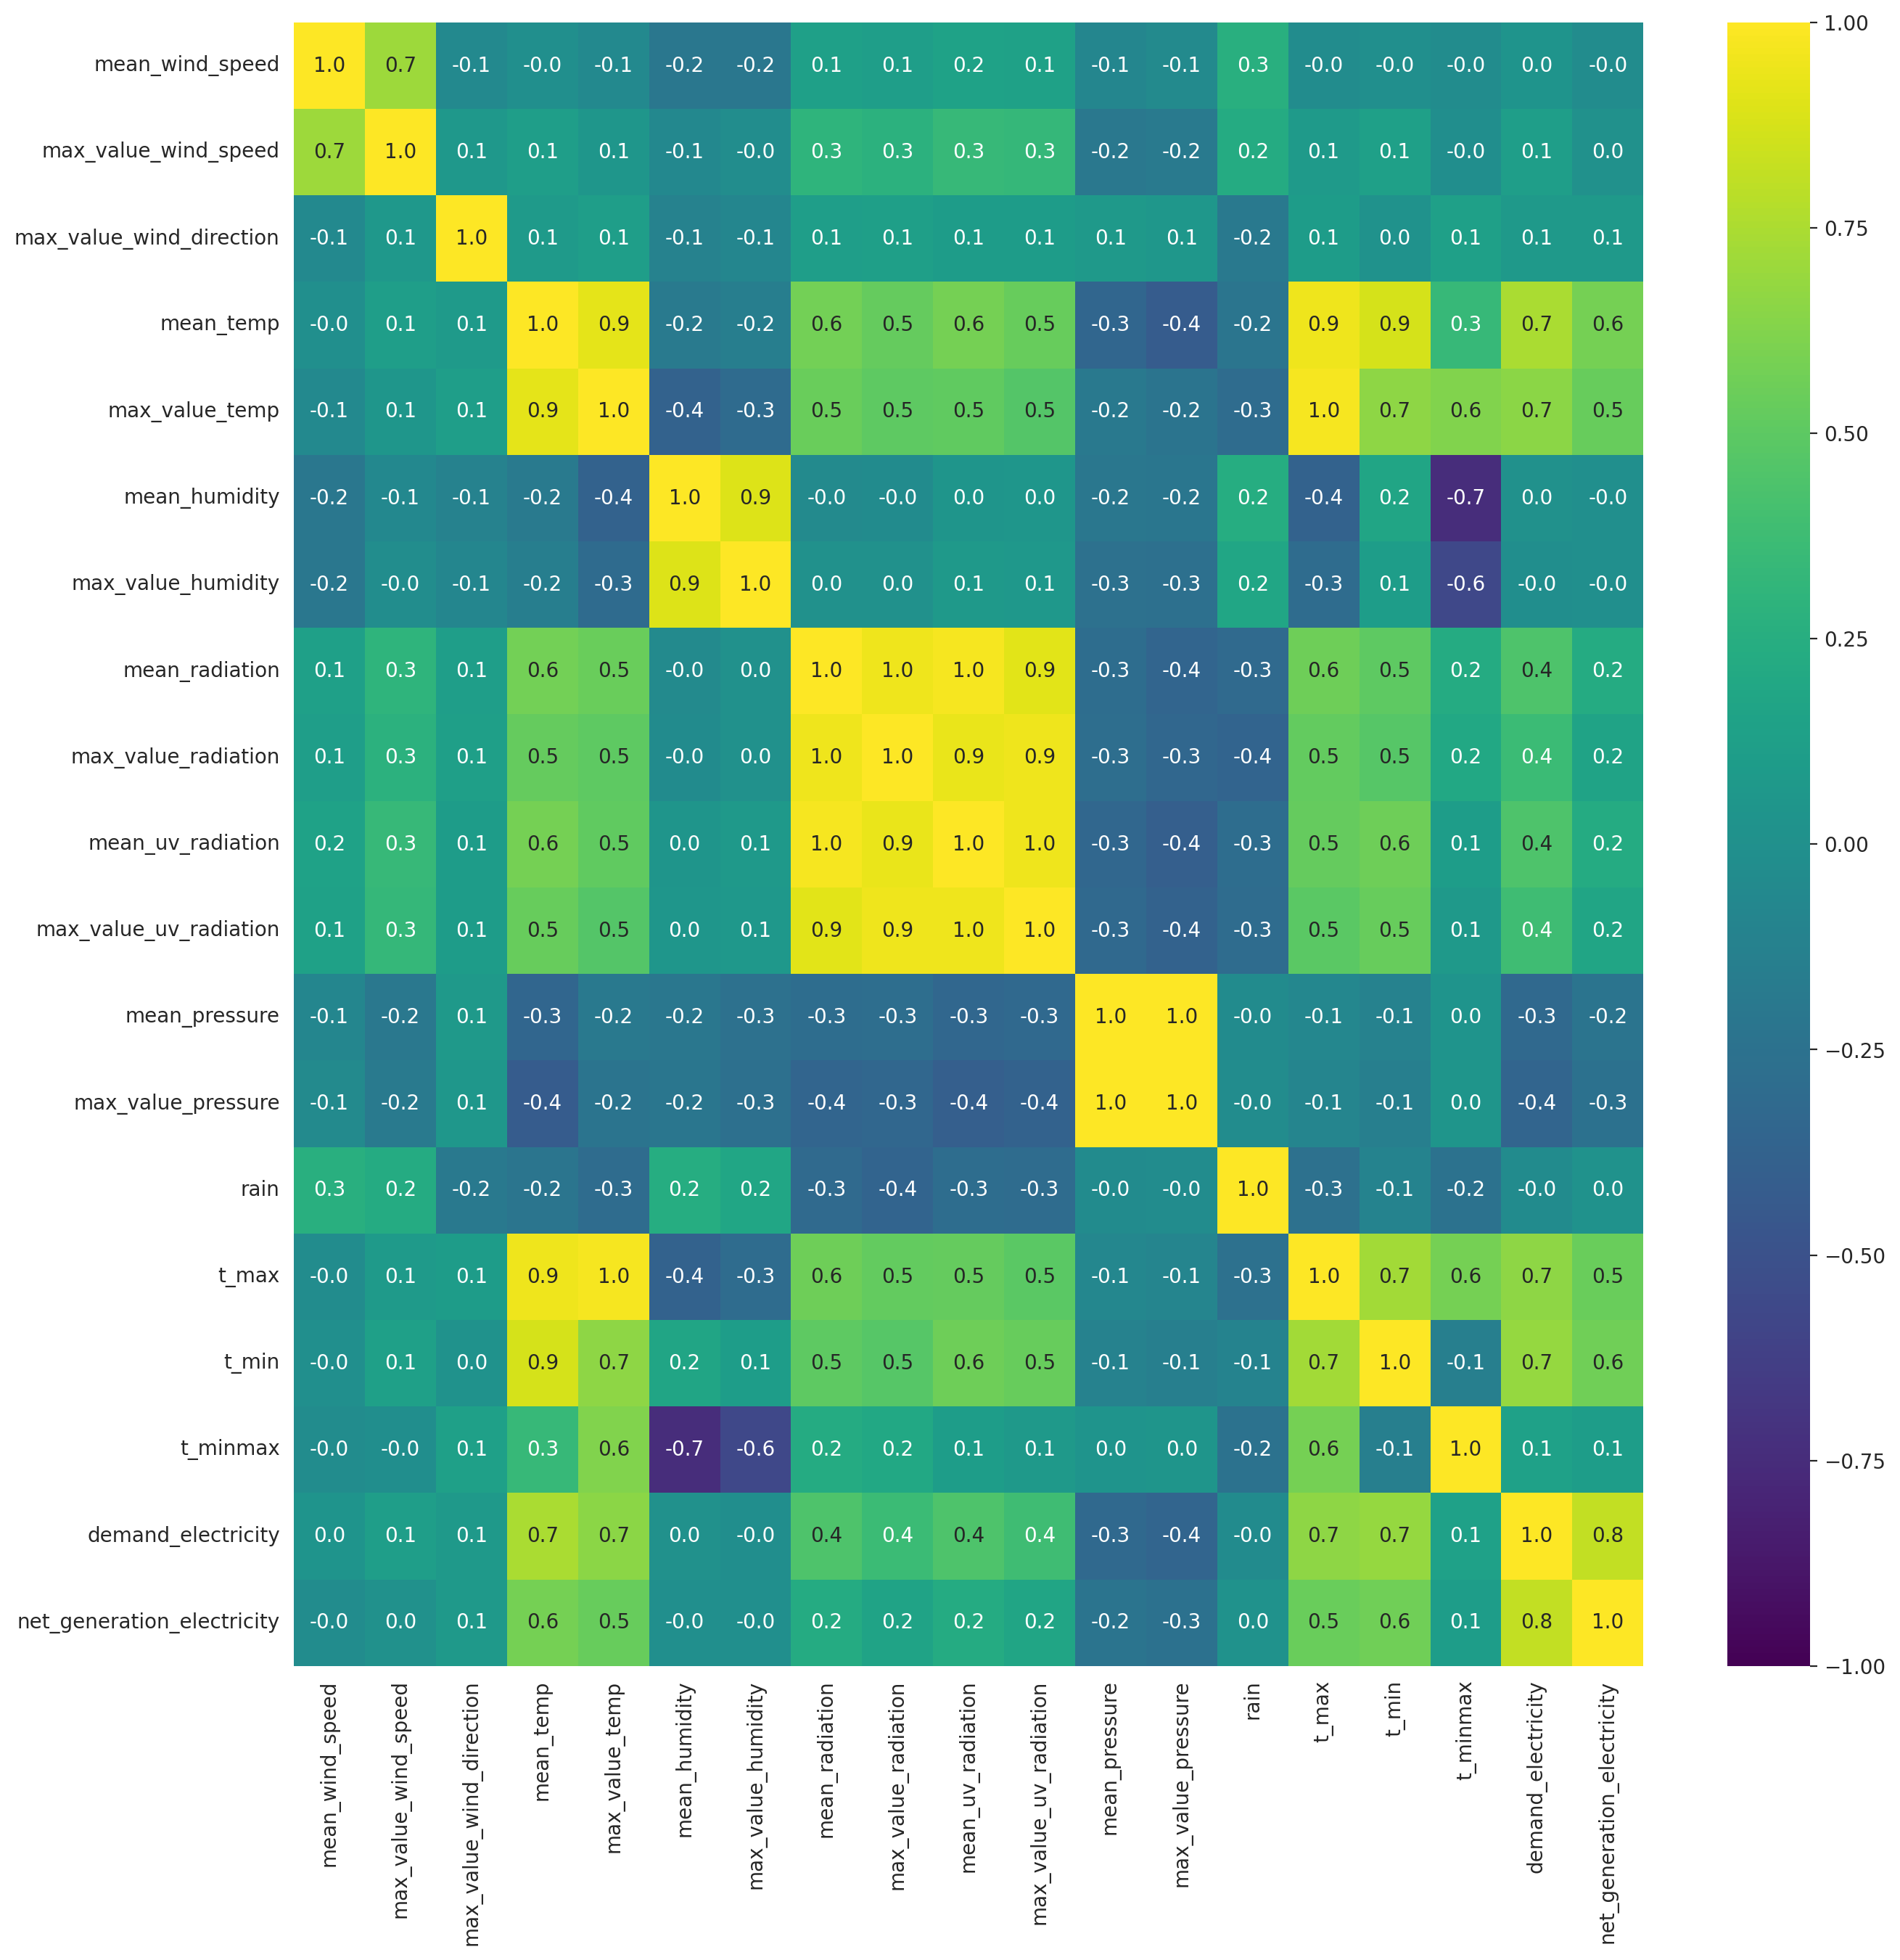 mean_wind_speed 1.0 0.7 -0.1 -0.0 -0.1 -0.2 -0.2 0.1 0.1 0.2 0.1 -0.1 -0.1 0.3 -0.0 -0.0 -0.0 0.0 -0.0
max_value_wind_speed 0.7 1.0 0.1 0.1 0.1 -0.1 -0.0 0.3 0.3 0.3 0.3 -0.2 -0.2 0.2 0.1 0.1 -0.0 0.1 0.0
max_value_wind_direction -0.1 0.1 1.0 0.1 0.1 -0.1 -0.1 0.1 0.1 0.1 0.1 0.1 0.1 -0.2 0.1 0.0 0.1 0.1 0.1
mean_temp -0.0 0.1 0.1 1.0 0.9 -0.2 -0.2 0.6 0.5 0.6 0.5 -0.3 -0.4 -0.2 0.9 0.9 0.3 0.7 0.6
max_value_temp -0.1 0.1 0.1 0.9 1.0 -0.4 -0.3 0.5 0.5 0.5 0.5 -0.2 -0.2 -0.3 1.0 0.7 0.6 0.7 0.5
mean_humidity -0.2 -0.1 -0.1 -0.2 -0.4 1.0 0.9 -0.0 -0.0 0.0 0.0 -0.2 -0.2 0.2 -0.4 0.2 -0.7 0.0 -0.0
max_value_humidity -0.2 -0.0 -0.1 -0.2 -0.3 0.9 1.0 0.0 0.0 0.1 0.1 -0.3 -0.3 0.2 -0.3 0.1 -0.6 -0.0 -0.0
mean_radiation 0.1 0.3 0.1 0.6 0.5 -0.0 0.0 1.0 1.0 1.0 0.9 -0.3 -0.4 -0.3 0.6 0.5 0.2 0.4 0.2
max_value_radiation 0.1 0.3 0.1 0.5 0.5 -0.0 0.0 1.0 1.0 0.9 0.9 -0.3 -0.3 -0.4 0.5 0.5 0.2 0.4 0.2
mean_uv_radiation 0.2 0.3 0.1 0.6 0.5 0.0 0.1 1.0 0.9 1.0 1.0 -0.3 -0.4 -0.3 0.5 0.6 0.1 0.4 0.2
max_value_uv_radiation 0.1 0.3 0.1 0.5 0.5 0.0 0.1 0.9 0.9 1.0 1.0 -0.3 -0.4 -0.3 0.5 0.5 0.1 0.4 0.2
mean_pressure -0.1 -0.2 0.1 -0.3 -0.2 -0.2 -0.3 -0.3 -0.3 -0.3 -0.3 1.0 1.0 -0.0 -0.1 -0.1 0.0 -0.3 -0.2
max_value_pressure -0.1 -0.2 0.1 -0.4 -0.2 -0.2 -0.3 -0.4 -0.3 -0.4 -0.4 1.0 1.0 -0.0 -0.1 -0.1 0.0 -0.4 -0.3
rain 0.3 0.2 -0.2 -0.2 -0.3 0.2 0.2 -0.3 -0.4 -0.3 -0.3 -0.0 -0.0 1.0 -0.3 -0.1 -0.2 -0.0 0.0
t_max -0.0 0.1 0.1 0.9 1.0 -0.4 -0.3 0.6 0.5 0.5 0.5 -0.1 -0.1 -0.3 1.0 0.7 0.6 0.7 0.5
t_min -0.0 0.1 0.0 0.9 0.7 0.2 0.1 0.5 0.5 0.6 0.5 -0.1 -0.1 -0.1 0.7 1.0 -0.1 0.7 0.6
t_minmax -0.0 -0.0 0.1 0.3 0.6 -0.7 -0.6 0.2 0.2 0.1 0.1 0.0 0.0 -0.2 0.6 -0.1 1.0 0.1 0.1
demand_electricity 0.0 0.1 0.1 0.7 0.7 0.0 -0.0 0.4 0.4 0.4 0.4 -0.3 -0.4 -0.0 0.7 0.7 0.1 1.0 0.8
net_generation_electricity -0.0 0.0 0.1 0.6 0.5 -0.0 -0.0 0.2 0.2 0.2 0.2 -0.2 -0.3 0.0 0.5 0.6 0.1 0.8 1.0
mean_wind_speed
max_value_wind_speed
max_value_wind_direction
mean_temp
max_value_temp
mean_humidity
max_value_humidity
mean_radiation
max_value_radiation
mean_uv_radiation
max_value_uv_radiation
mean_pressure
max_value_pressure
rain
t_max
t_min
t_minmax
demand_electricity
net_generation_electricity
1.00
0.75
0.50
0.25
0.00
−0.25
−0.50
−0.75
−1.00